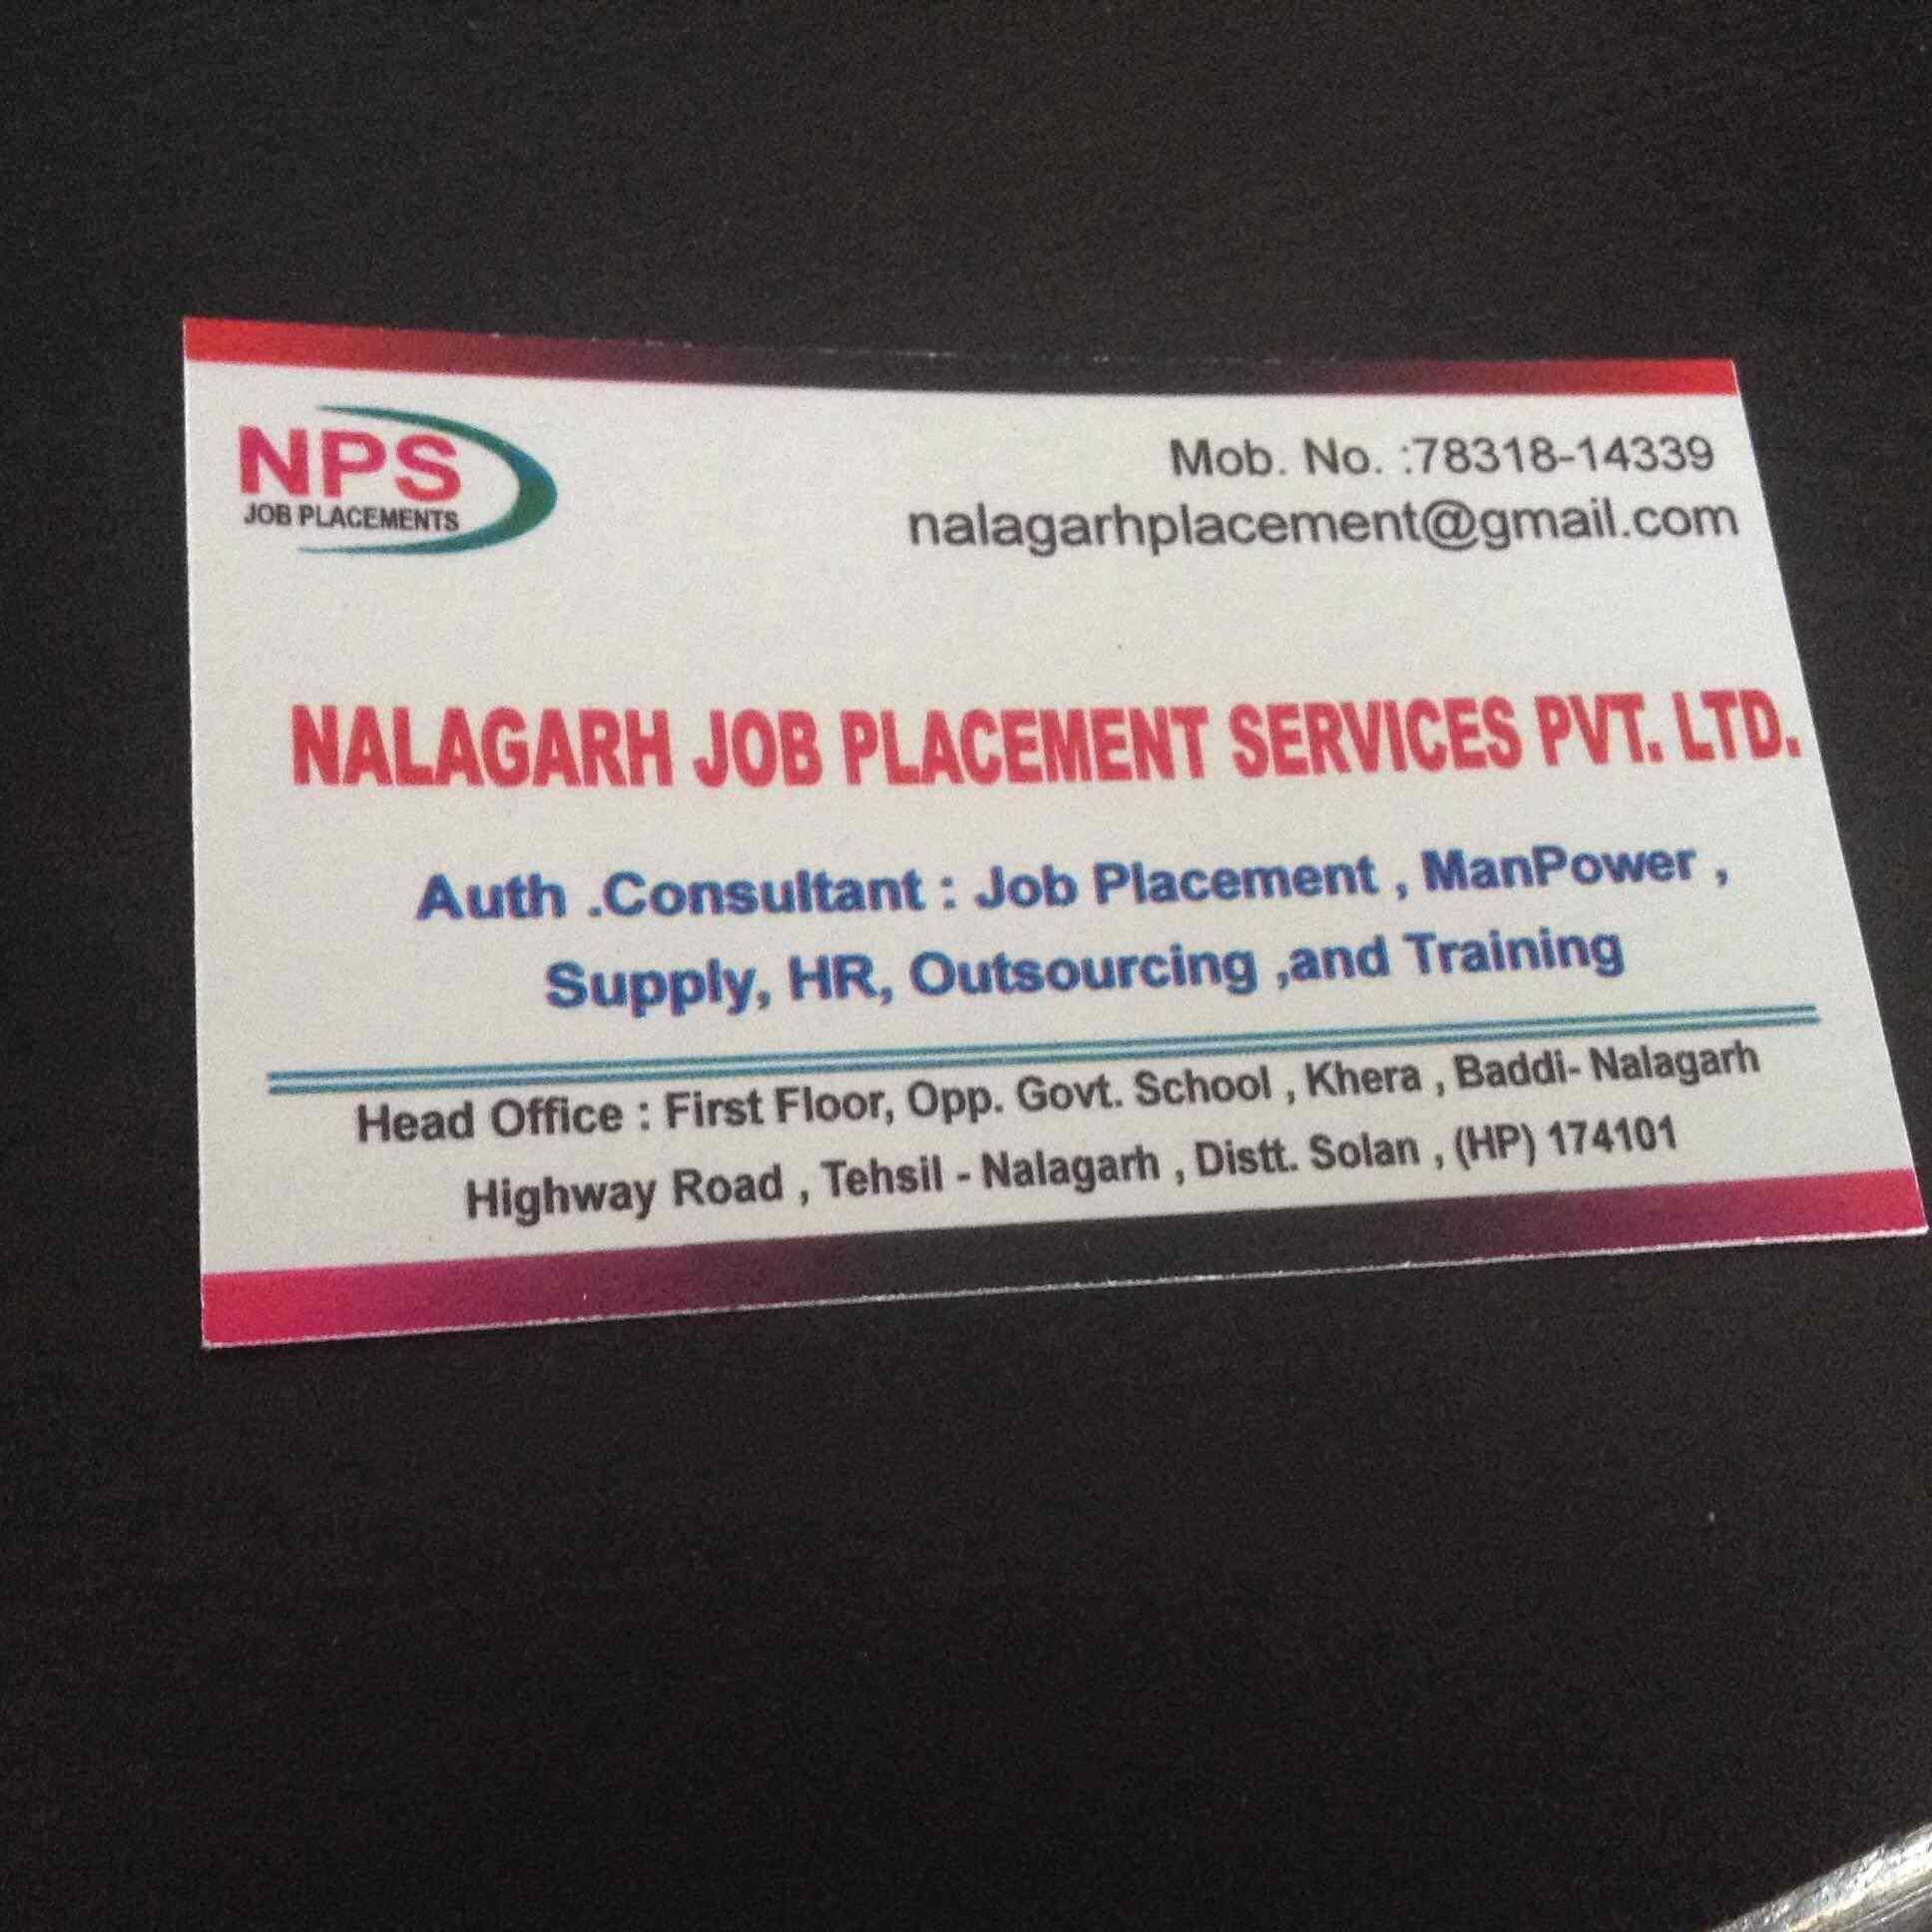 NPS
JOB PLACEMENTS
Mob. No. :78318-14339
nalagarhplacement@gmail.com
NALAGARH JOB PLACEMENT SERVICES PVT. LTD.
Auth .Consultant : Job Placement , ManPower ,
Supply, HR, Outsourcing ,and Training
Head Office : First Floor, Opp. Govt. School , Khera , Baddi- Nalagarh
Highway Road , Tehsil - Nalagarh , Distt. Solan , (HP) 174101